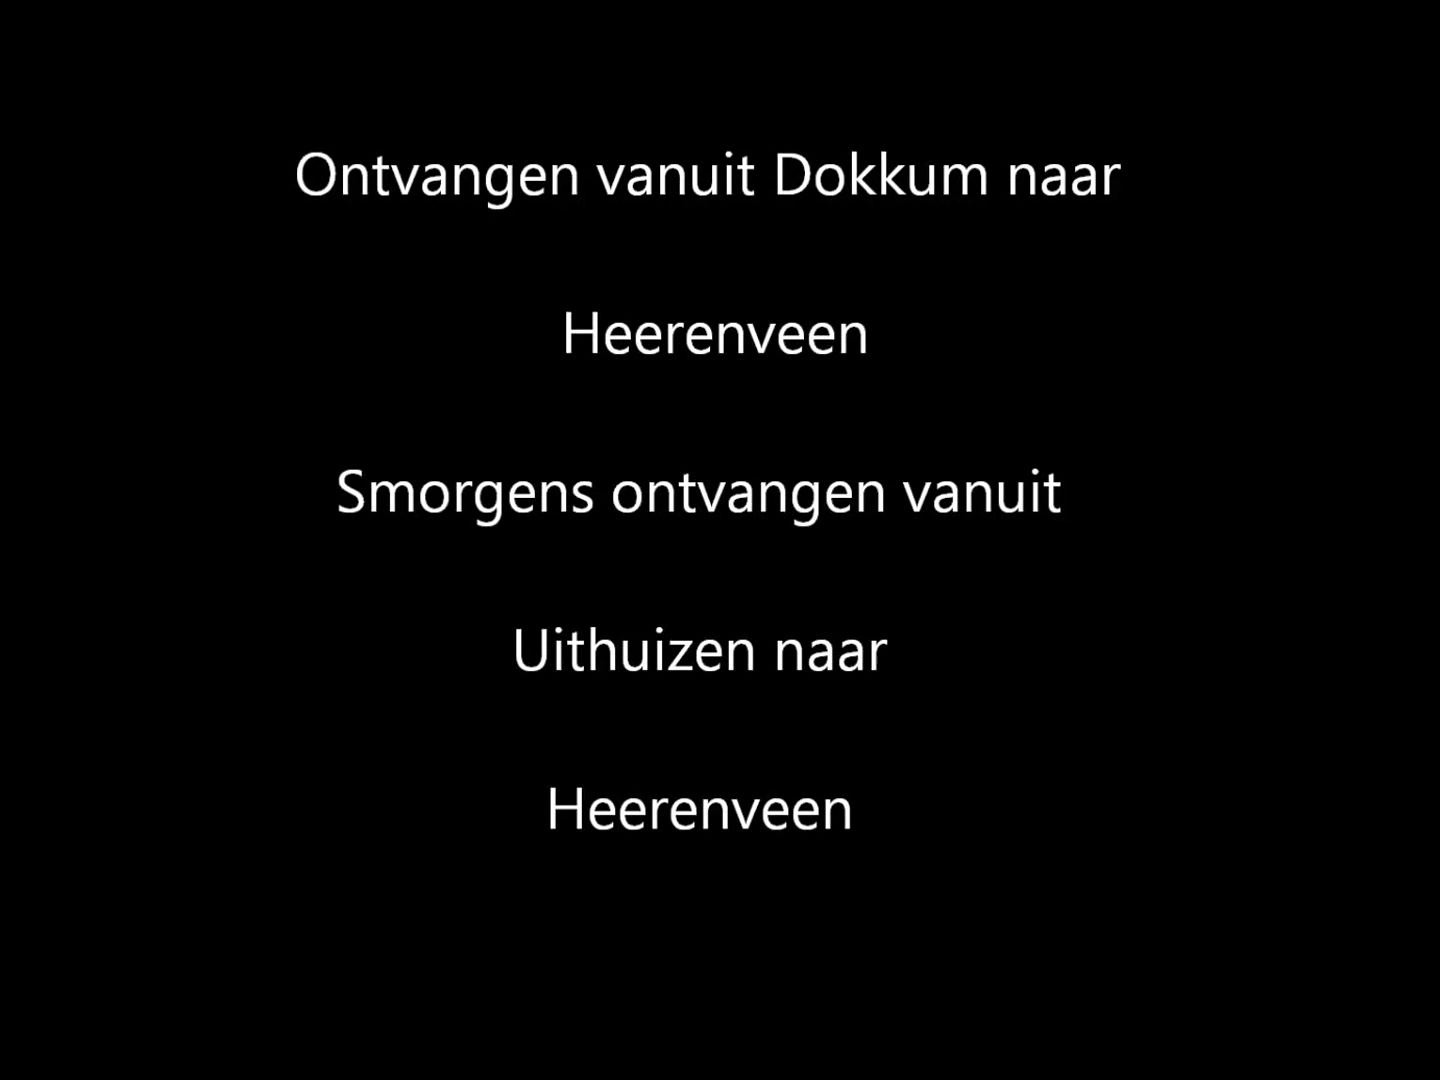 Ontvangen vanuit Dokkum naar
Heerenveen
Smorgens ontvangen vanuit
Uithuizen naar
Heerenveen